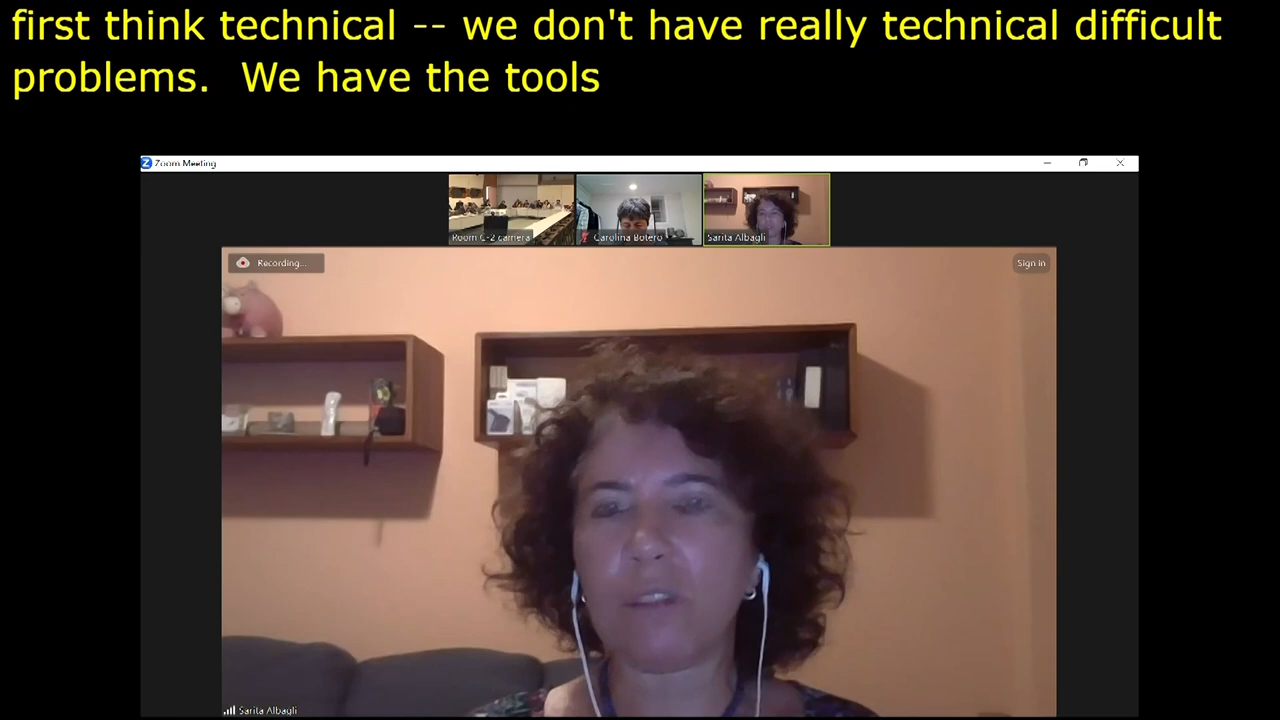 first think technical -- we don't have really technical difficult
problems.  We have the tools
Zoom Meeting
Room C-2 camera
Carolina Botero
Sarita Albagli
Recording...
Sign in
Sarita Albagli